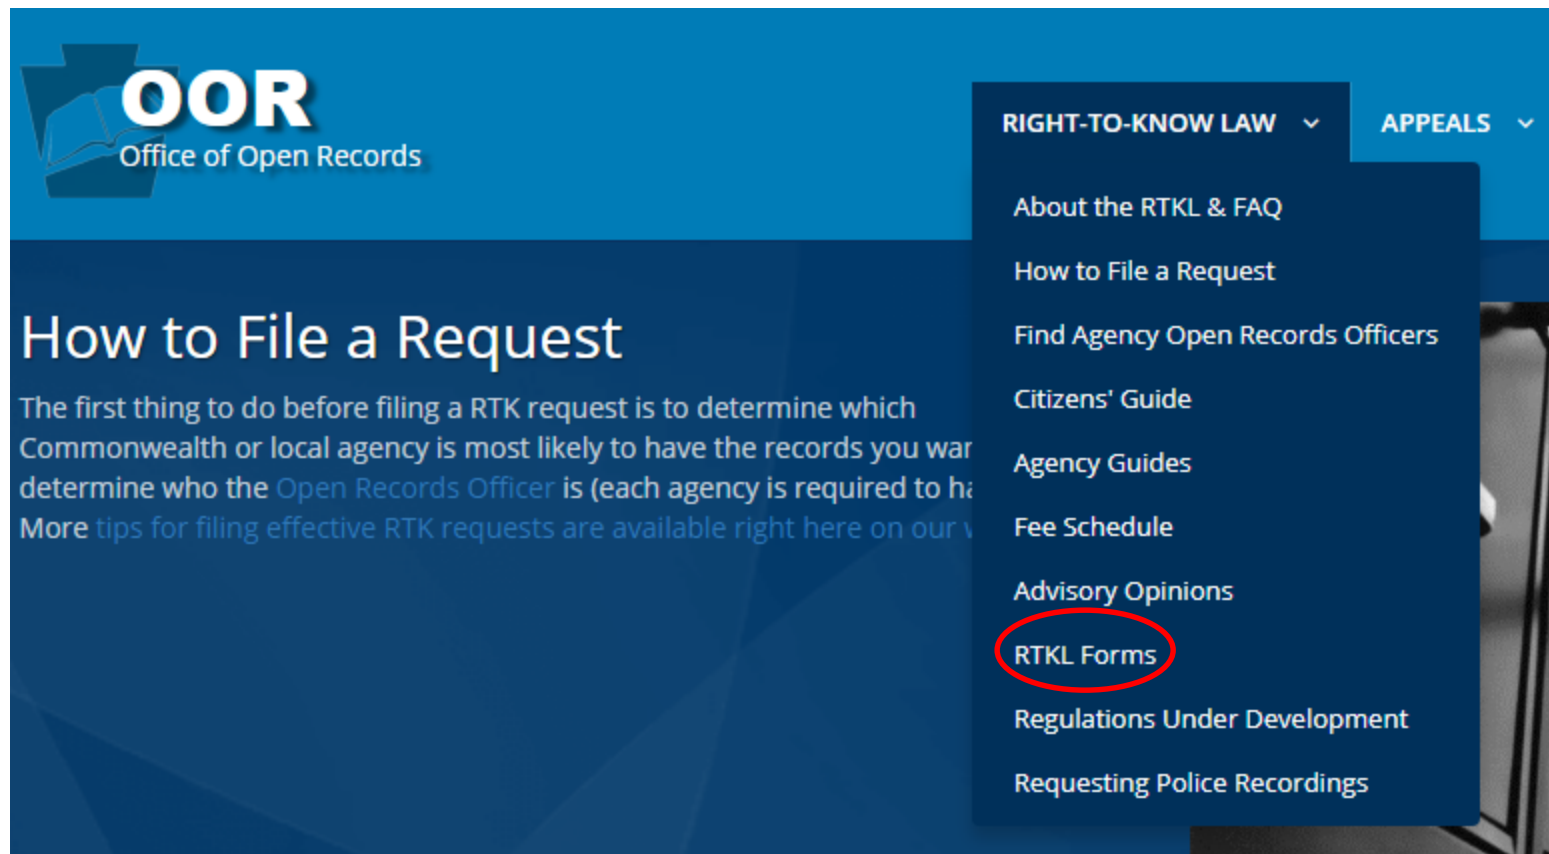 OOR
Office of Open Records
RIGHT-TO-KNOW LAW
APPEALS
About the RTKL & FAQ
How to File a Request
Find Agency Open Records Officers
Citizens' Guide
Agency Guides
Fee Schedule
Advisory Opinions
RTKL Forms
Regulations Under Development
Requesting Police Recordings
How to File a Request
The first thing to do before filing a RTK request is to determine which
Commonwealth or local agency is most likely to have the records you
determine who the Open Records Officer is (each agency is required to
More tips for filing effective RTK requests are available right here on our